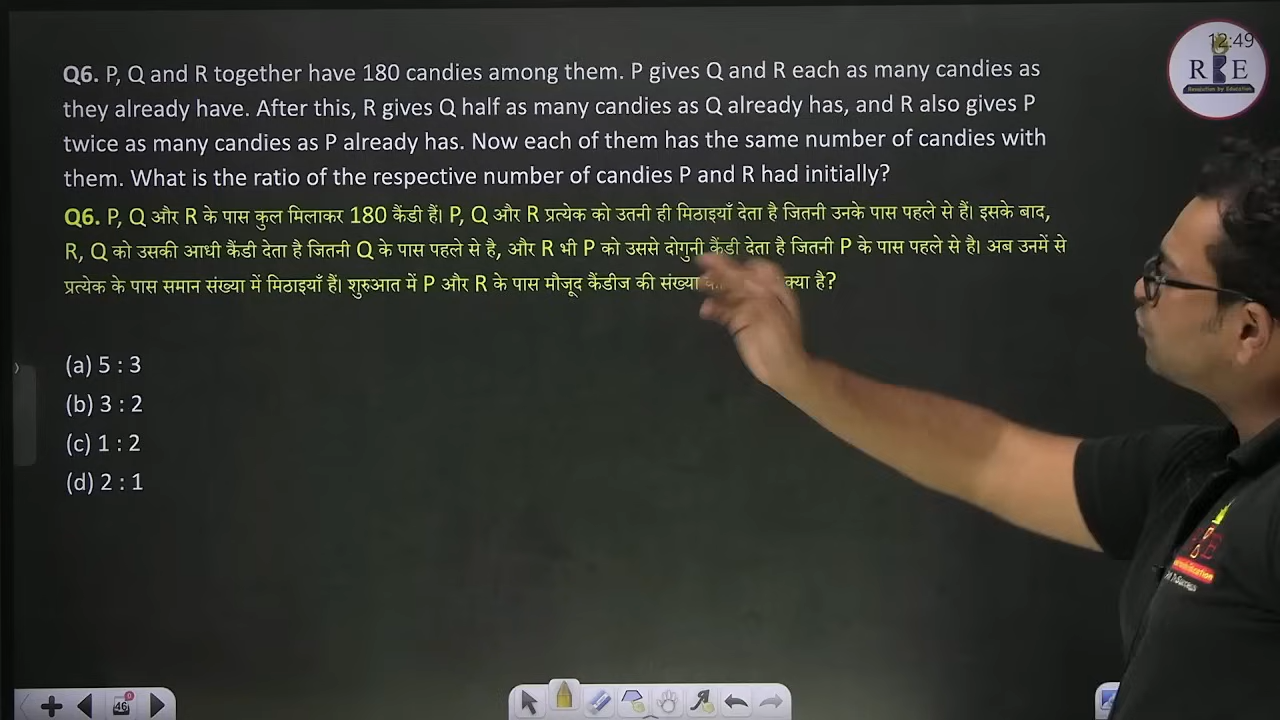 12:49
R E
Revolution by Education
Q6. P, Q and R together have 180 candies among them. P gives Q and R each as many candies as
they already have. After this, R gives Q half as many candies as Q already has, and R also gives P
twice as many candies as P already has. Now each of them has the same number of candies with
them. What is the ratio of the respective number of candies P and R had initially?
Q6. P, Q और R के पास कुल मिलाकर 180 कैंडी हैं। P, Q और R प्रत्येक को उतनी ही मिठाइयाँ देता है जितनी उनके पास पहले से हैं। इसके बाद,
R, Q को उसकी आधी कैंडी देता है जितनी Q के पास पहले से है, और R भी P को उससे दोगुनी कैंडी देता है जितनी P के पास पहले से है। अब उनमें से
प्रत्येक के पास समान संख्या में मिठाइयाँ हैं। शुरुआत में P और R के पास मौजूद कैंडीज की संख्या क्या है?
(a) 5 : 3
(b) 3 : 2
(c) 1 : 2
(d) 2 : 1
46